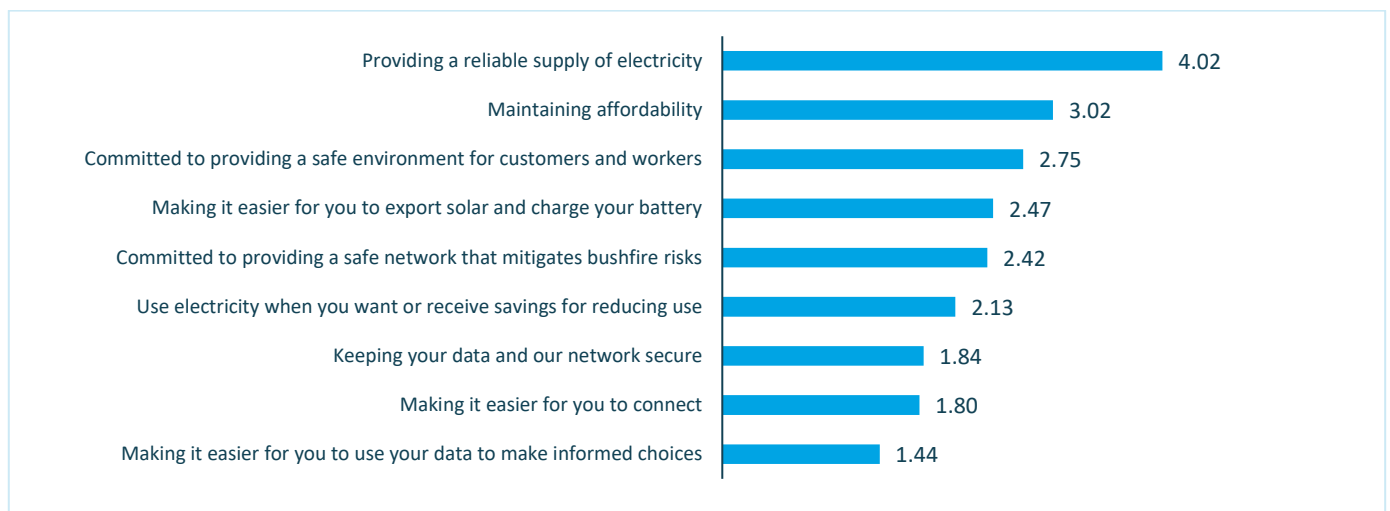 Providing a reliable supply of electricity 4.02
Maintaining affordability 3.02
Committed to providing a safe environment for customers and workers 2.75
Making it easier for you to export solar and charge your battery 2.47
Committed to providing a safe network that mitigates bushfire risks 2.42
Use electricity when you want or receive savings for reducing use 2.13
Keeping your data and our network secure 1.84
Making it easier for you to connect 1.80
Making it easier for you to use your data to make informed choices 1.44